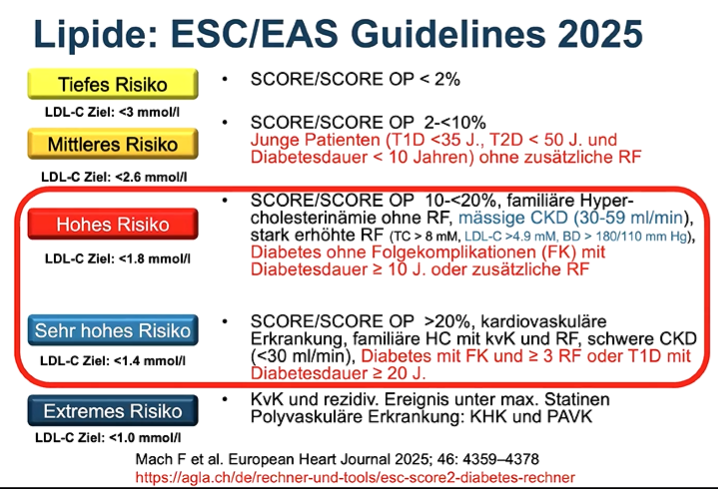 Lipide: ESC/EAS Guidelines 2025
Tiefes Risiko
LDL-C Ziel: <3 mmol/l
• SCORE/SCORE OP < 2%
Mittleres Risiko
LDL-C Ziel: <2.6 mmol/l
• SCORE/SCORE OP 2-<10%
Junge Patienten (T1D <35 J., T2D < 50 J. und
Diabetesdauer < 10 Jahren) ohne zusätzliche RF
Hohes Risiko
LDL-C Ziel: <1.8 mmol/l
• SCORE/SCORE OP 10-<20%, familiäre Hyper-
cholesterinämie ohne RF, mässige CKD (30-59 ml/min),
stark erhöhte RF (TC > 8 mM, LDL-C >4.9 mM, BD > 180/110 mm Hg),
Diabetes ohne Folgekomplikationen (FK) mit
Diabetesdauer ≥ 10 J. oder zusätzliche RF
Sehr hohes Risiko
LDL-C Ziel: <1.4 mmol/l
• SCORE/SCORE OP >20%, kardiovaskuläre
Erkrankung, familiäre HC mit kvK und RF, schwere CKD
(<30 ml/min), Diabetes mit FK und ≥ 3 RF oder T1D mit
Diabetesdauer ≥ 20 J.
Extremes Risiko
LDL-C Ziel: <1.0 mmol/l
• KvK und rezidiv. Ereignis unter max. Statinen
Polyvaskuläre Erkrankung: KHK und PAVK
Mach F et al. European Heart Journal 2025; 46: 4359–4378
https://agla.ch/de/rechner-und-tools/esc-score2-diabetes-rechner